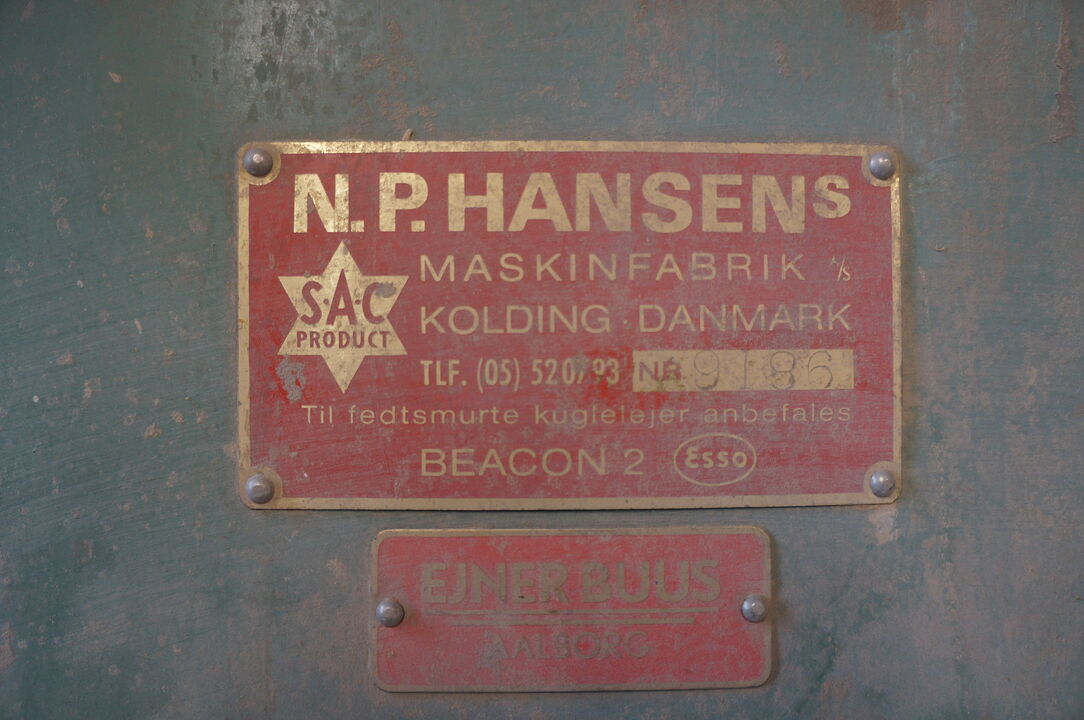 N.P. HANSENS
MASKINFABRIK A/S
S·A·C
PRODUCT
KOLDING · DANMARK
TLF. (05) 520793 NR.
Til fedtsmurte kuglelejer anbefales
BEACON 2 Esso
EJNER BUUS
AALBORG